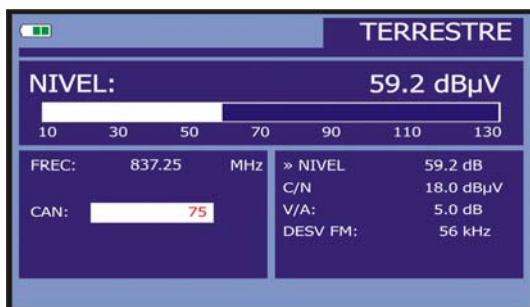 TERRESTRE
NIVEL: 59.2 dBµV
10 30 50 70 90 110 130
FREC: 837.25 MHz
CAN: 75
» NIVEL 59.2 dB
C/N 18.0 dBµV
V/A: 5.0 dB
DESV FM: 56 kHz